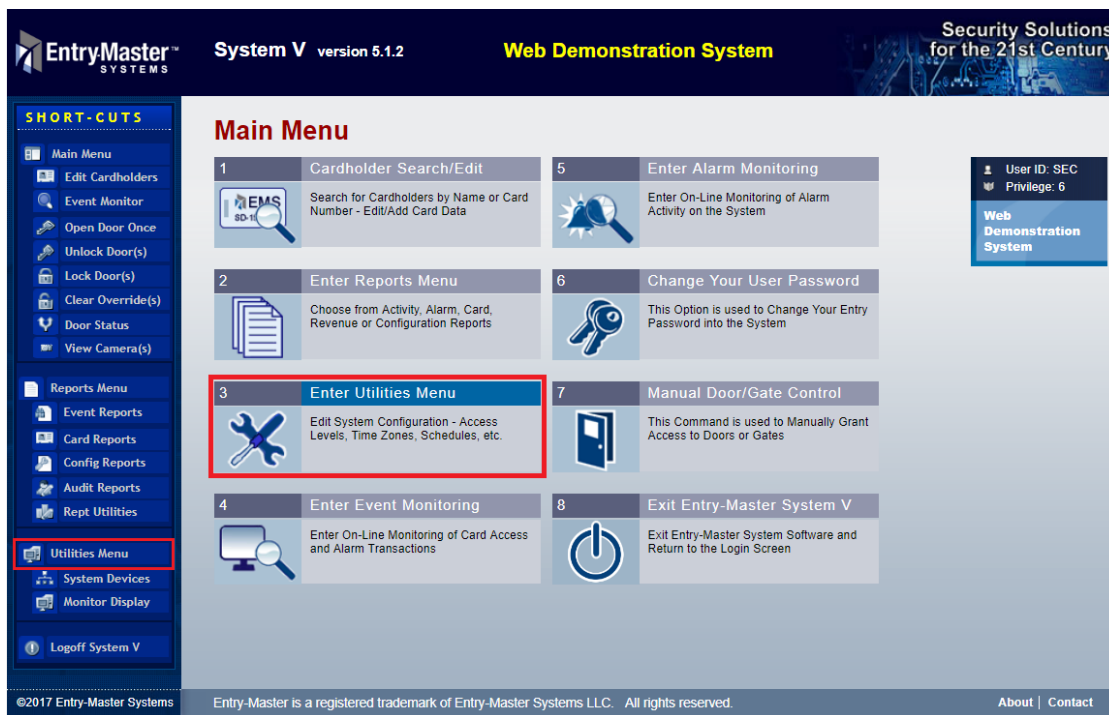 EntryMaster™
SYSTEMS
System V version 5.1.2
Web Demonstration System
Security Solutions
for the 21st Century
SHORT-CUTS
Main Menu
Edit Cardholders
Event Monitor
Open Door Once
Unlock Door(s)
Lock Door(s)
Clear Override(s)
Door Status
View Camera(s)
Reports Menu
Event Reports
Card Reports
Config Reports
Audit Reports
Rept Utilities
Utilities Menu
System Devices
Monitor Display
Logoff System V
Main Menu
1 Cardholder Search/Edit
EMS
SD-15
Search for Cardholders by Name or Card
Number - Edit/Add Card Data
5 Enter Alarm Monitoring
Enter On-Line Monitoring of Alarm
Activity on the System
2 Enter Reports Menu
Choose from Activity, Alarm, Card,
Revenue or Configuration Reports
6 Change Your User Password
This Option is used to Change Your Entry
Password into the System
3 Enter Utilities Menu
Edit System Configuration - Access
Levels, Time Zones, Schedules, etc.
7 Manual Door/Gate Control
This Command is used to Manually Grant
Access to Doors or Gates
4 Enter Event Monitoring
Enter On-Line Monitoring of Card Access
and Alarm Transactions
8 Exit Entry-Master System V
Exit Entry-Master System Software and
Return to the Login Screen
User ID: SEC
Privilege: 6
Web
Demonstration
System
©2017 Entry-Master Systems
Entry-Master is a registered trademark of Entry-Master Systems LLC. All rights reserved.
About | Contact